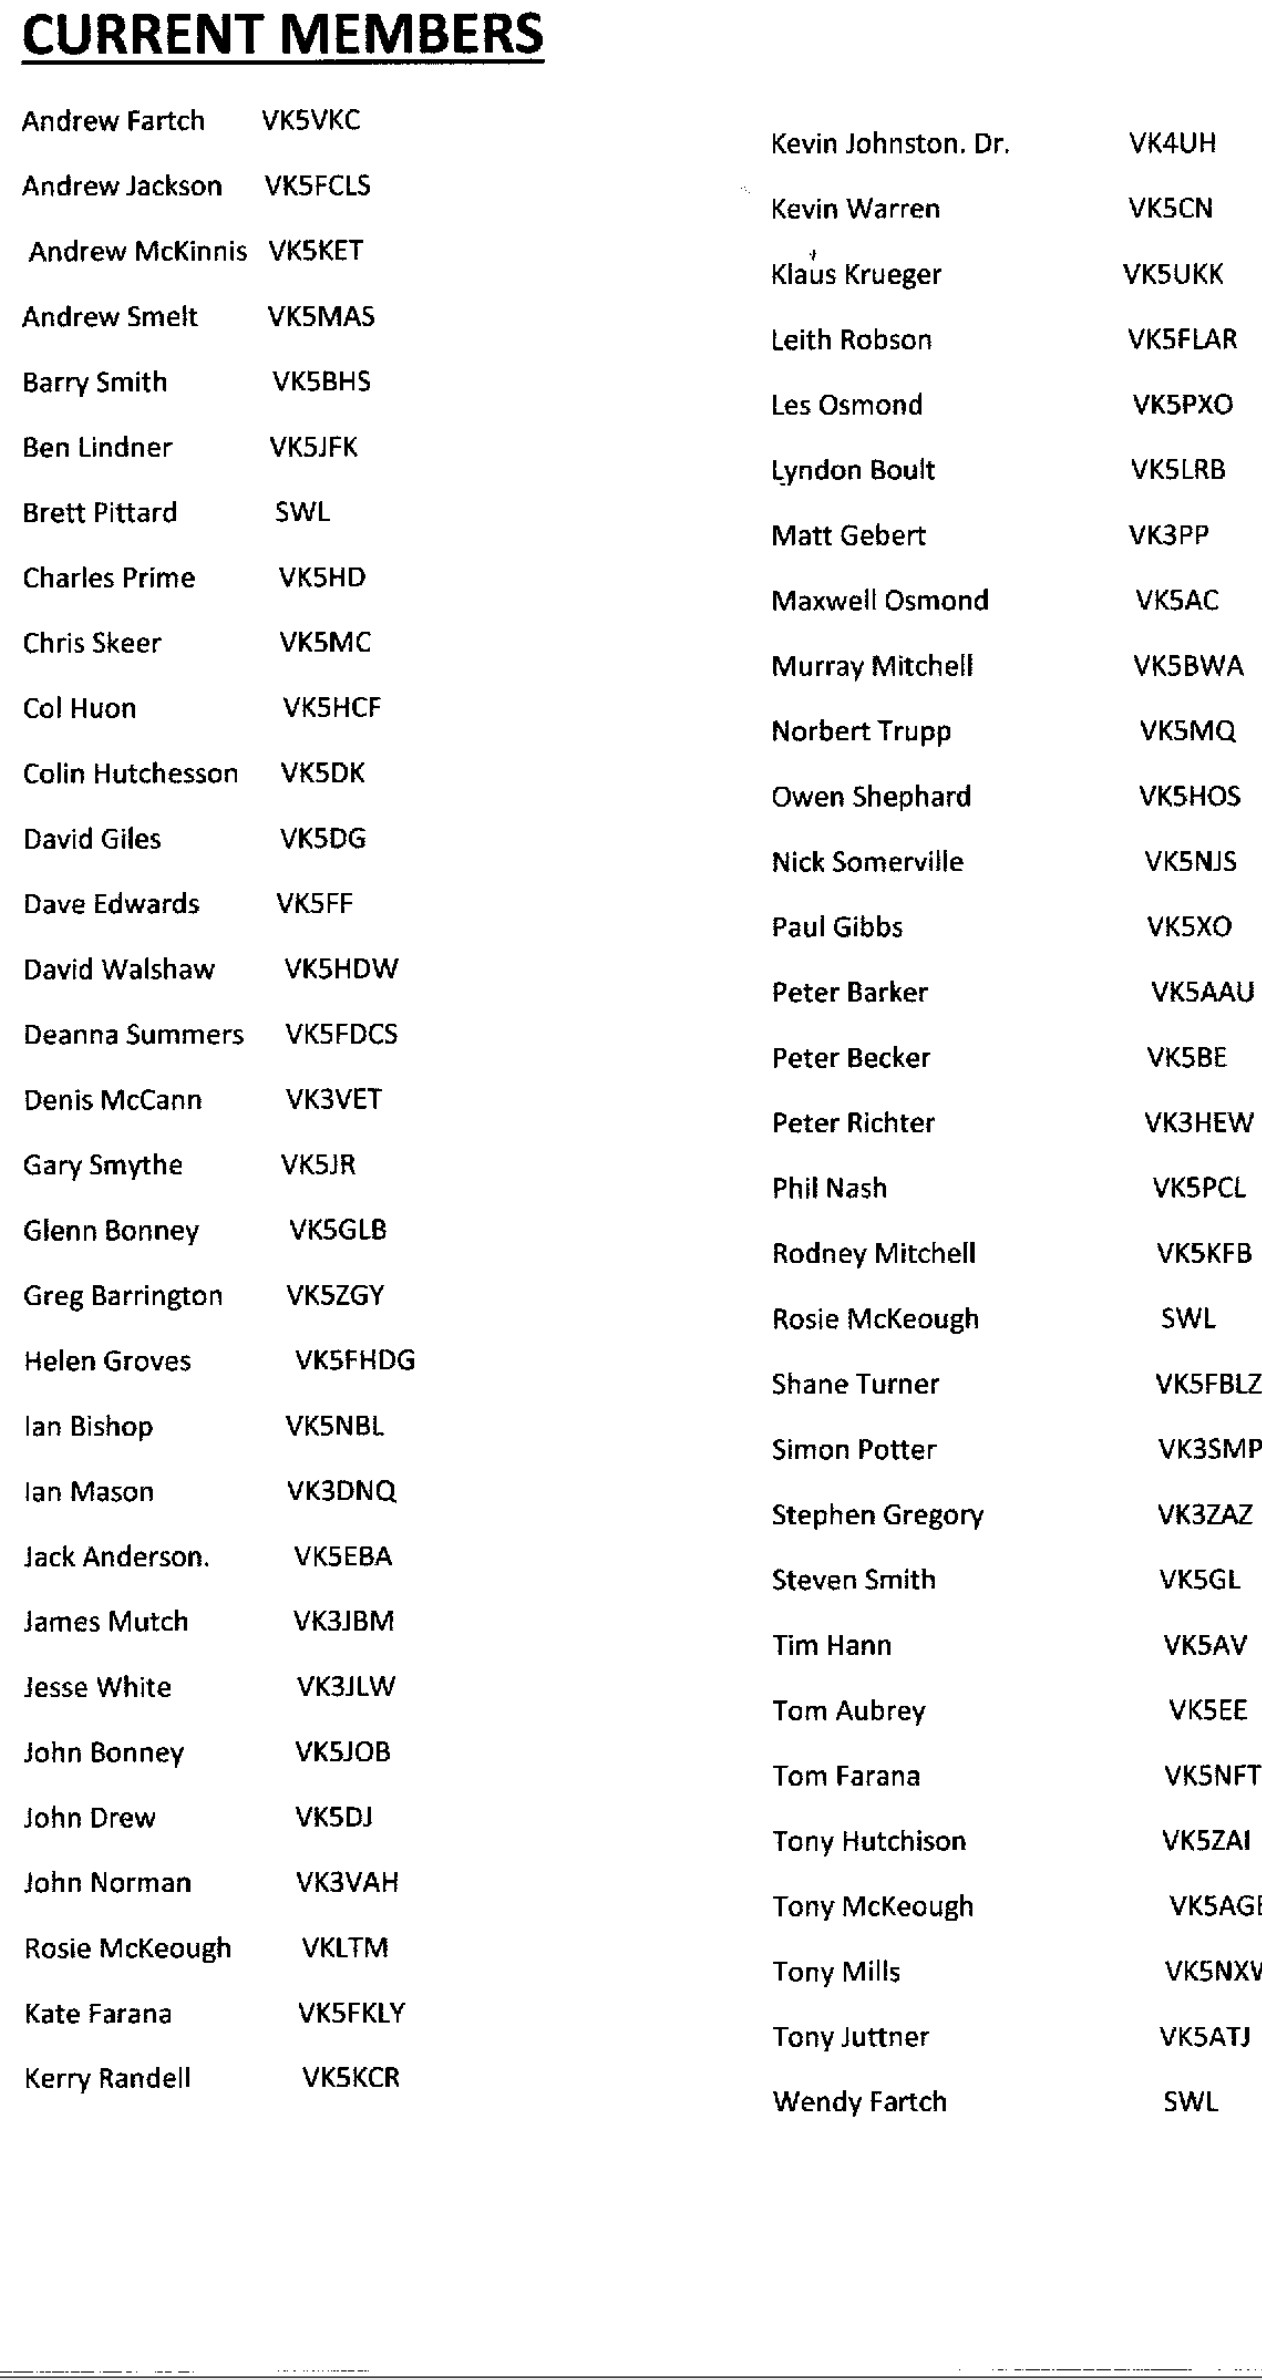 CURRENT MEMBERS
Andrew Fartch VK5VKC
Andrew Jackson VK5FCLS
Andrew McKinnis VK5KET
Andrew Smelt VK5MAS
Barry Smith VK5BHS
Ben Lindner VK5JFK
Brett Pittard SWL
Charles Prime VK5HD
Chris Skeer VK5MC
Col Huon VK5HCF
Colin Hutchesson VK5DK
David Giles VK5DG
Dave Edwards VK5FF
David Walshaw VK5HDW
Deanna Summers VK5FDCS
Denis McCann VK3VET
Gary Smythe VK5JR
Glenn Bonney VK5GLB
Greg Barrington VK5ZGY
Helen Groves VK5FHDG
Ian Bishop VK5NBL
Ian Mason VK3DNQ
Jack Anderson. VK5EBA
James Mutch VK3JBM
Jesse White VK3JLW
John Bonney VK5JOB
John Drew VK5DJ
John Norman VK3VAH
Rosie McKeough VKLTM
Kate Farana VK5FKLY
Kerry Randell VK5KCR
Kevin Johnston. Dr. VK4UH
Kevin Warren VK5CN
Klaus Krueger VK5UKK
Leith Robson VK5FLAR
Les Osmond VK5PXO
Lyndon Boult VK5LRB
Matt Gebert VK3PP
Maxwell Osmond VK5AC
Murray Mitchell VK5BWA
Norbert Trupp VK5MQ
Owen Shephard VK5HOS
Nick Somerville VK5NJS
Paul Gibbs VK5XO
Peter Barker VK5AAU
Peter Becker VK5BE
Peter Richter VK3HEW
Phil Nash VK5PCL
Rodney Mitchell VK5KFB
Rosie McKeough SWL
Shane Turner VK5FBLZ
Simon Potter VK3SMP
Stephen Gregory VK3ZAZ
Steven Smith VK5GL
Tim Hann VK5AV
Tom Aubrey VK5EE
Tom Farana VK5NFT
Tony Hutchison VK5ZAI
Tony McKeough
Tony Mills
Tony Juttner VK5ATJ
Wendy Fartch SWL